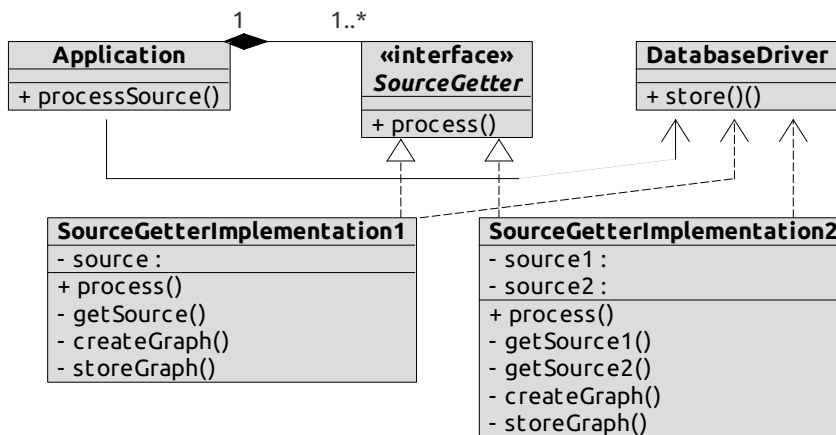 1
1..*
Application
+ processSource()
«interface»
SourceGetter
+ process()
DatabaseDriver
+ store()()
SourceGetterImplementation1
- source :
+ process()
- getSource()
- createGraph()
- storeGraph()
SourceGetterImplementation2
- source1 :
- source2 :
+ process()
- getSource1()
- getSource2()
- createGraph()
- storeGraph()